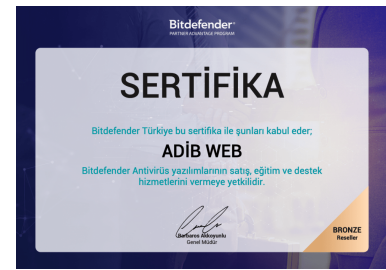 Bitdefender
PARTNER ADVANTAGE PROGRAM
SERTİFİKA
Bitdefender Türkiye bu sertifika ile şunları kabul eder;
ADİB WEB
Bitdefender Antivirüs yazılımlarının satış, eğitim ve destek
hizmetlerini vermeye yetkilidir.
Barbaros Akkoyunlu
Genel Müdür
BRONZE
Reseller